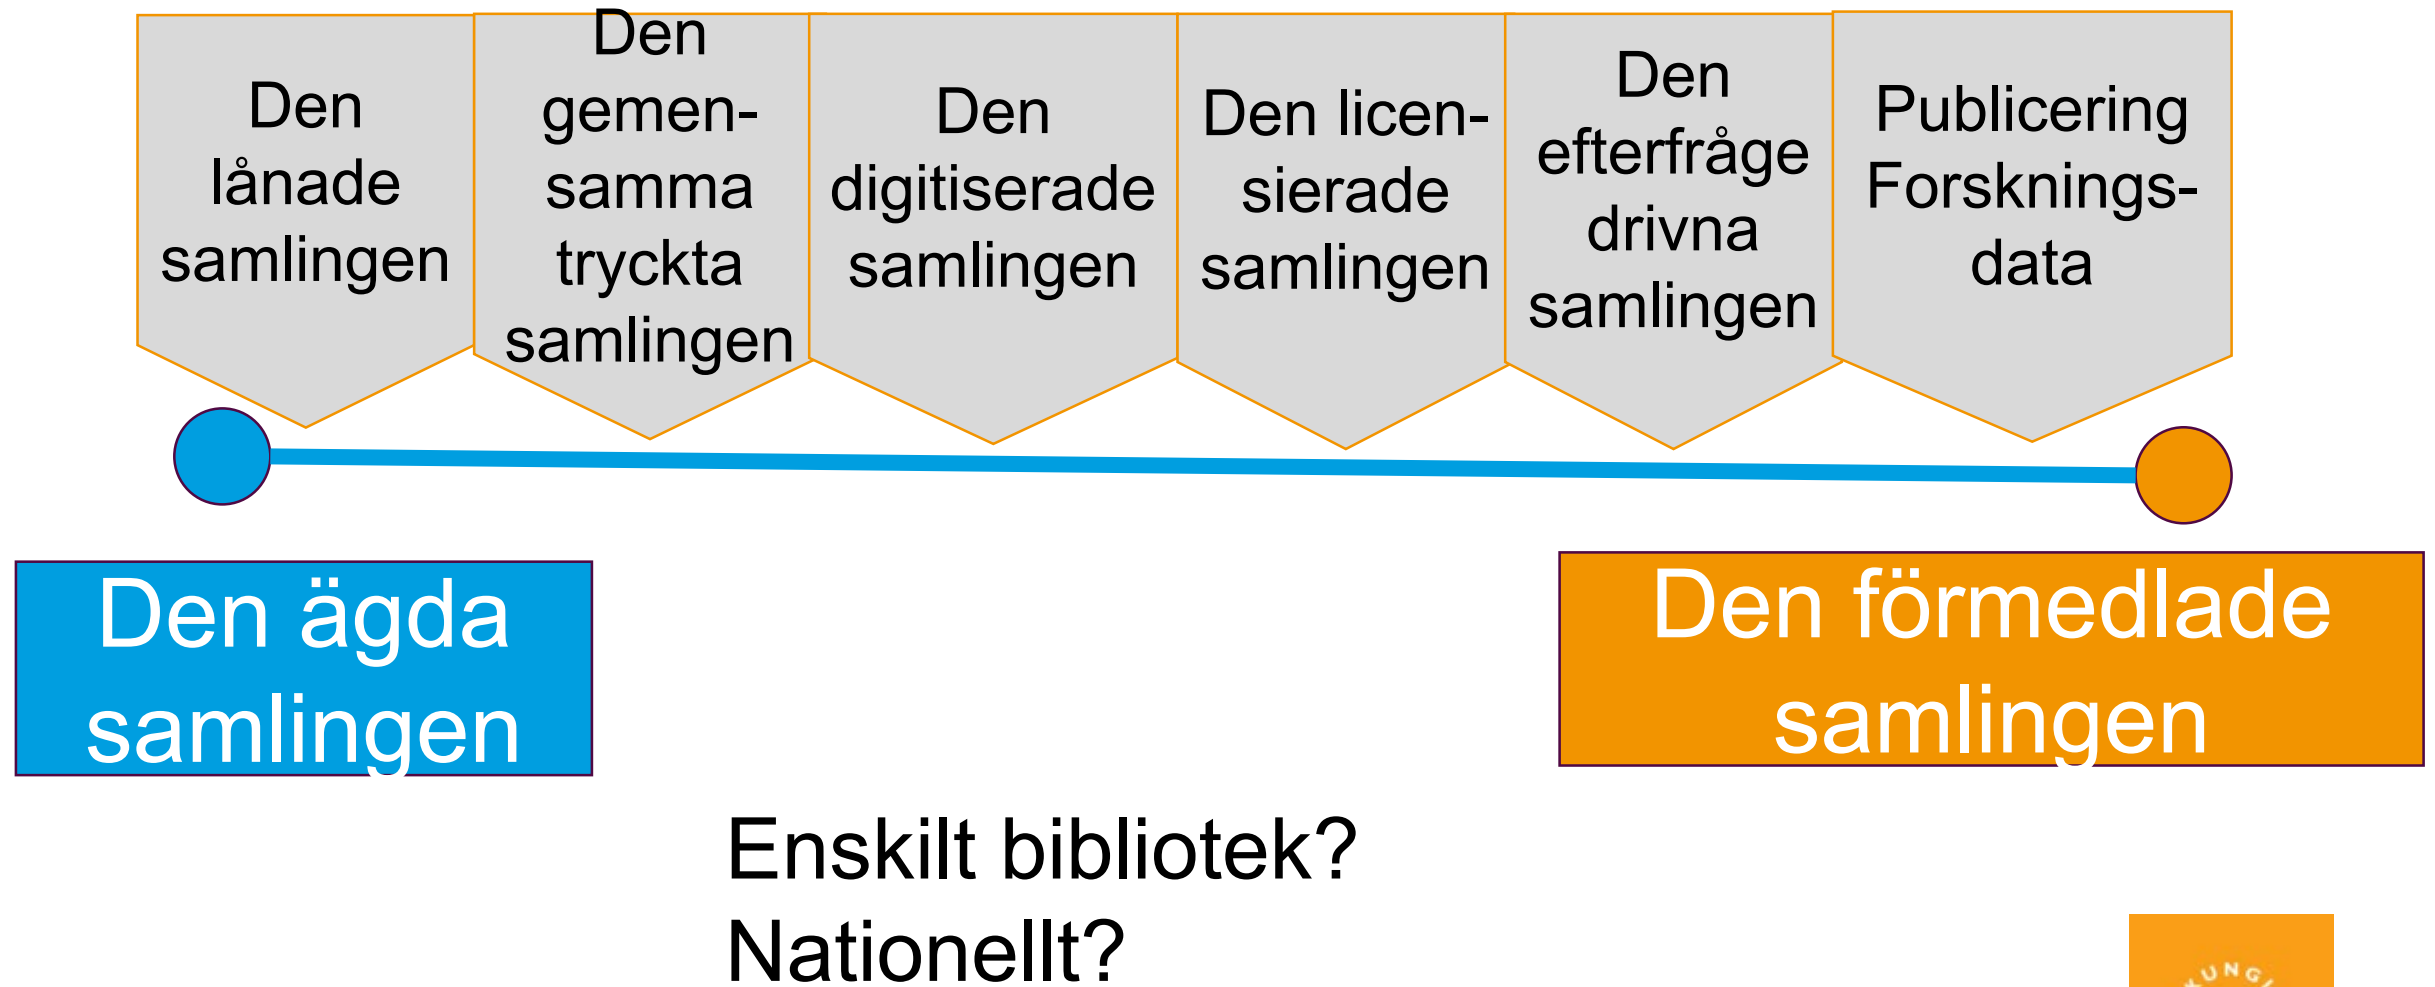 Den
lånade
samlingen
Den
gemen-
samma
tryckta
samlingen
Den
digitiserade
samlingen
Den licen-
sierade
samlingen
Den
efterfråge
drivna
samlingen
Publicering
Forsknings-
data
Den ägda
samlingen
Den förmedlade
samlingen
Enskilt bibliotek?
Nationellt?